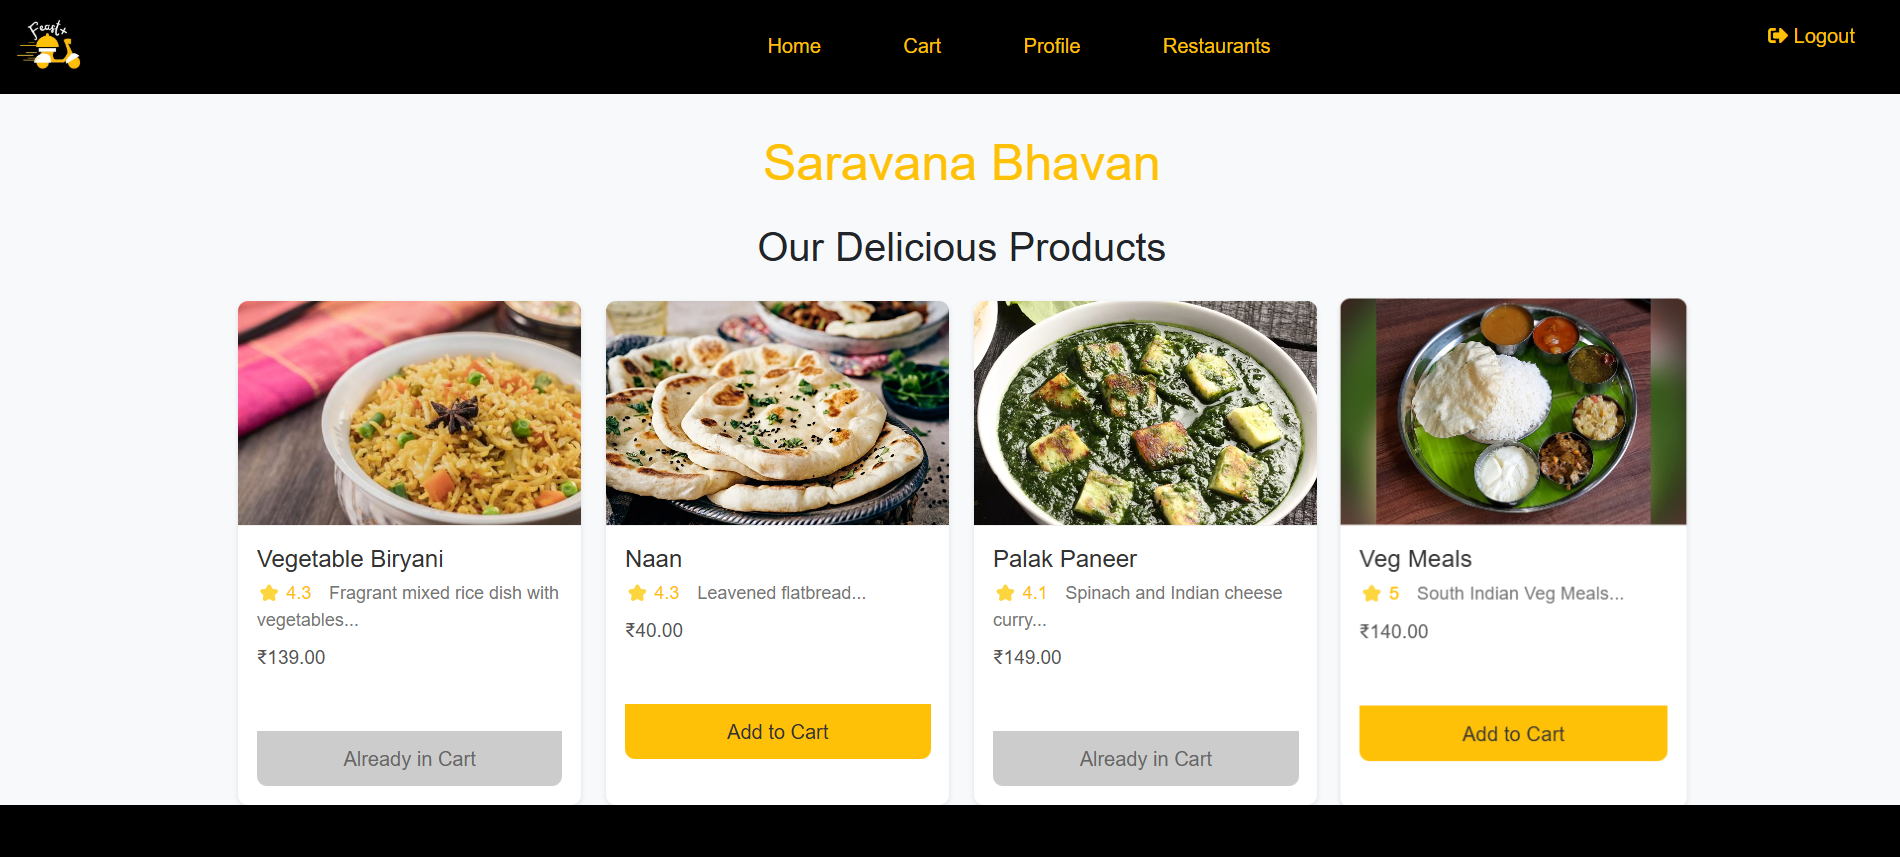 Feastx
Home Cart Profile Restaurants Logout
Saravana Bhavan
Our Delicious Products
Vegetable Biryani
4.3 Fragrant mixed rice dish with
vegetables...
₹139.00
Already in Cart
Naan
4.3 Leavened flatbread...
₹40.00
Add to Cart
Palak Paneer
4.1 Spinach and Indian cheese
curry...
₹149.00
Already in Cart
Veg Meals
5 South Indian Veg Meals...
₹140.00
Add to Cart